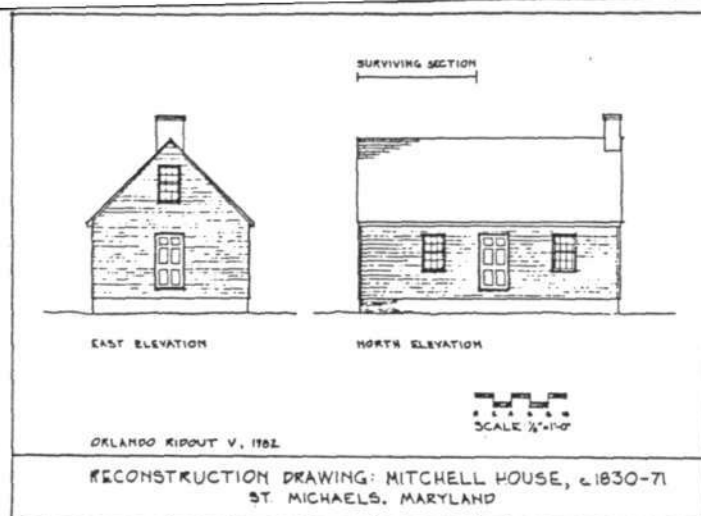 SURVIVING SECTION
EAST ELEVATION
NORTH ELEVATION
SCALE 1/8"=1'-0"
ORLANDO RIDOUT V, 1982
RECONSTRUCTION DRAWING: MITCHELL HOUSE, c.1830-71
ST. MICHAELS, MARYLAND